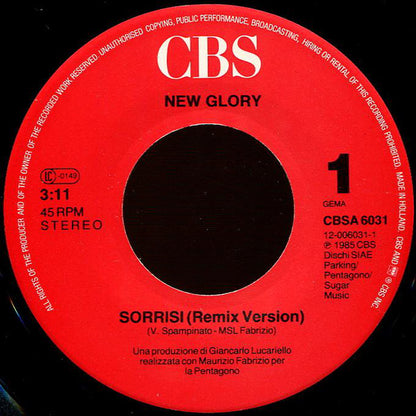 ALL RIGHTS OF THE PRODUCER AND OF THE OWNER OF THE RECORDED WORK RESERVED. UNAUTHORISED COPYING, PUBLIC PERFORMANCE, BROADCASTING, HIRING OR RENTAL OF THIS RECORDING PROHIBITED. MADE IN HOLLAND. CBS AND ARE ® CBS INC.
CBS
NEW GLORY
LC-0149
3:11
45 RPM
STEREO
1
GEMA
CBSA 6031
12-006031-1
℗ 1985 CBS
Dischi SIAE
Parking/
Pentagono/
Sugar
Music
SORRISI (Remix Version)
(V. Spampinato - MSL Fabrizio)
Una produzione di Giancarlo Lucariello
realizzata con Maurizio Fabrizio per
la Pentagono